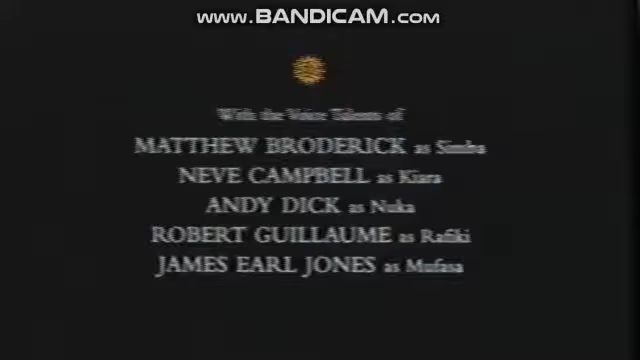 www.BANDICAM.com
With the Voice Talents of
MATTHEW BRODERICK as Simba
NEVE CAMPBELL as Kiara
ANDY DICK as Nuka
ROBERT GUILLAUME as Rafiki
JAMES EARL JONES as Mufasa